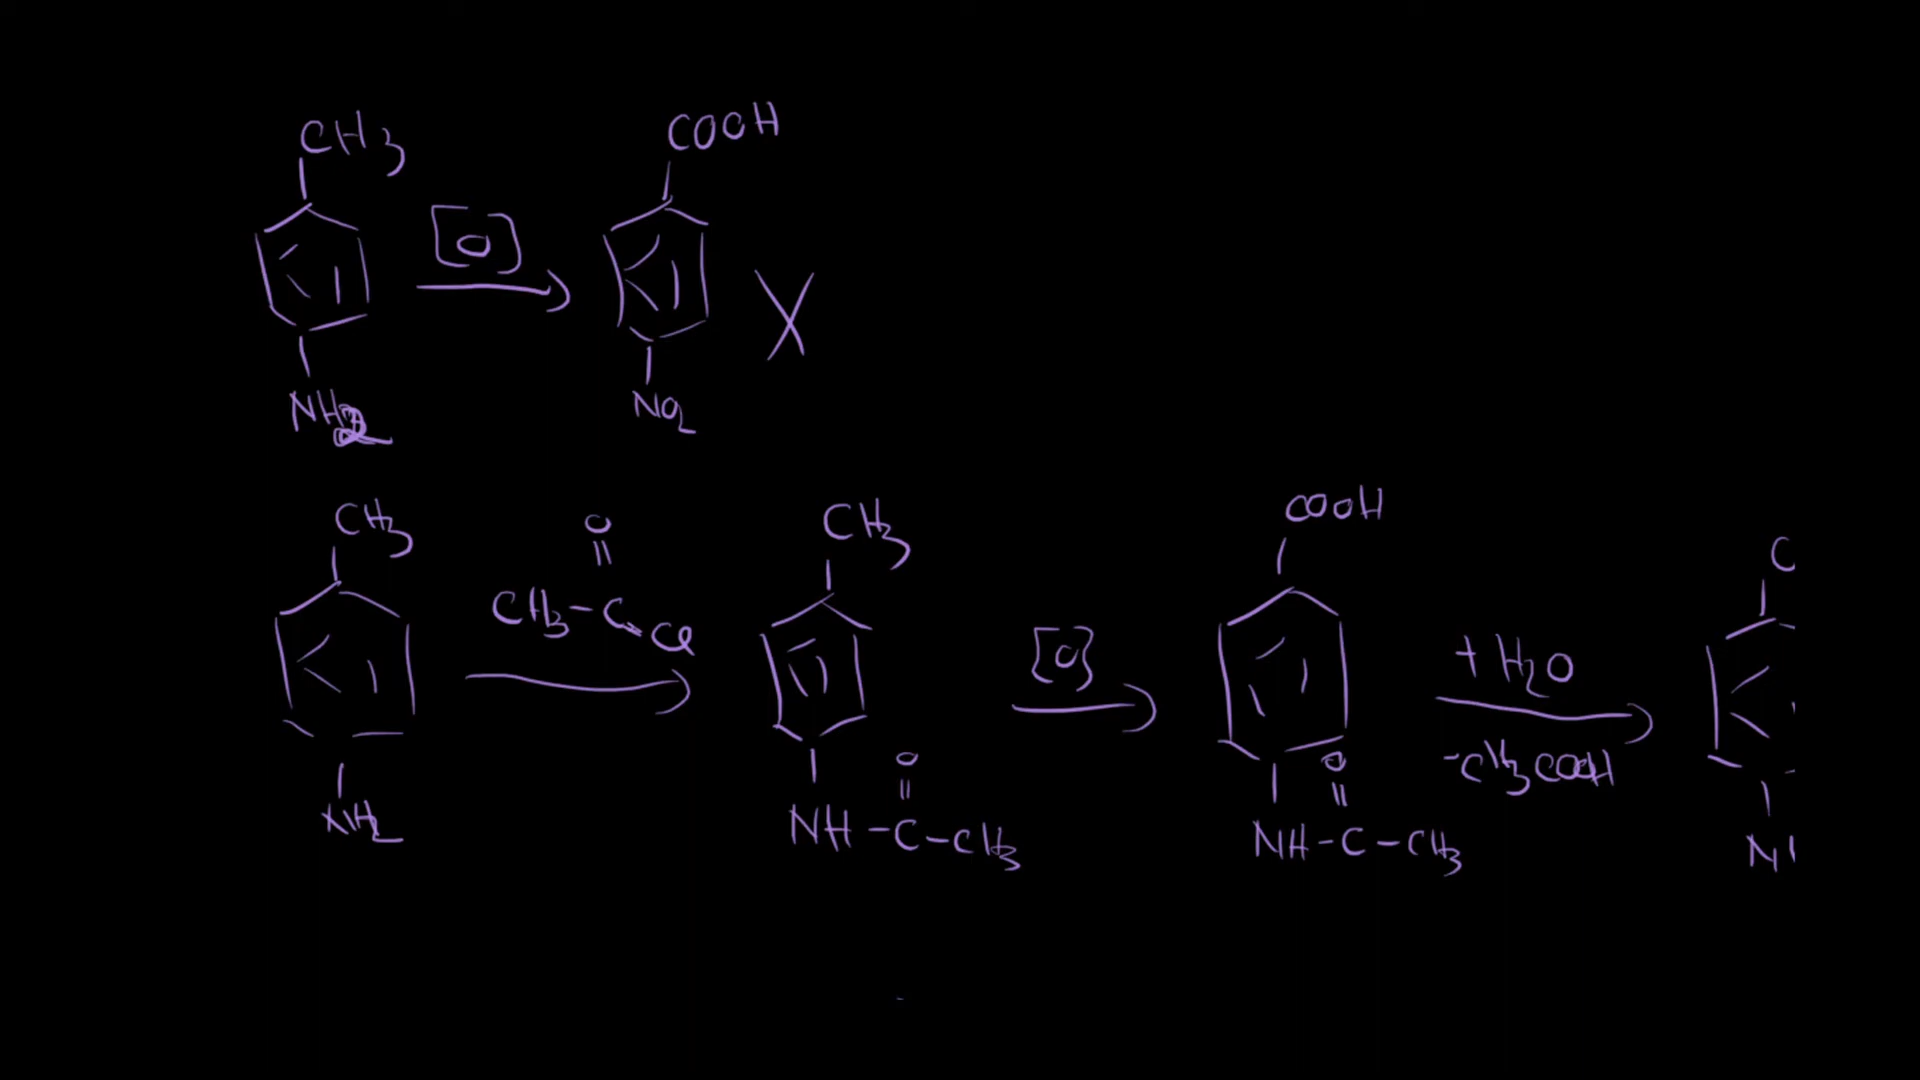 CH3 COOH
[O]
X
NH2 NO2
CH3 O CH3 COOH C
CH3-C-Cl [O] +H2O
-CH3COOH
O O
NH2 NH-C-CH3 NH-C-CH3 N